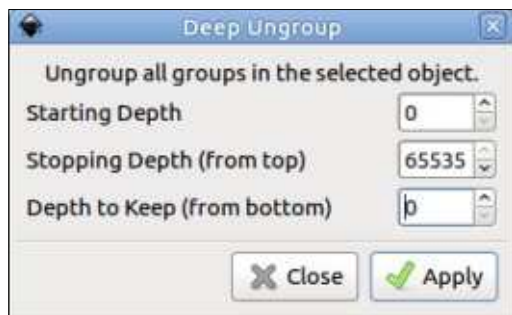 Deep Ungroup
Ungroup all groups in the selected object.
Starting Depth 0
Stopping Depth (from top) 65535
Depth to Keep (from bottom) 0
Close Apply